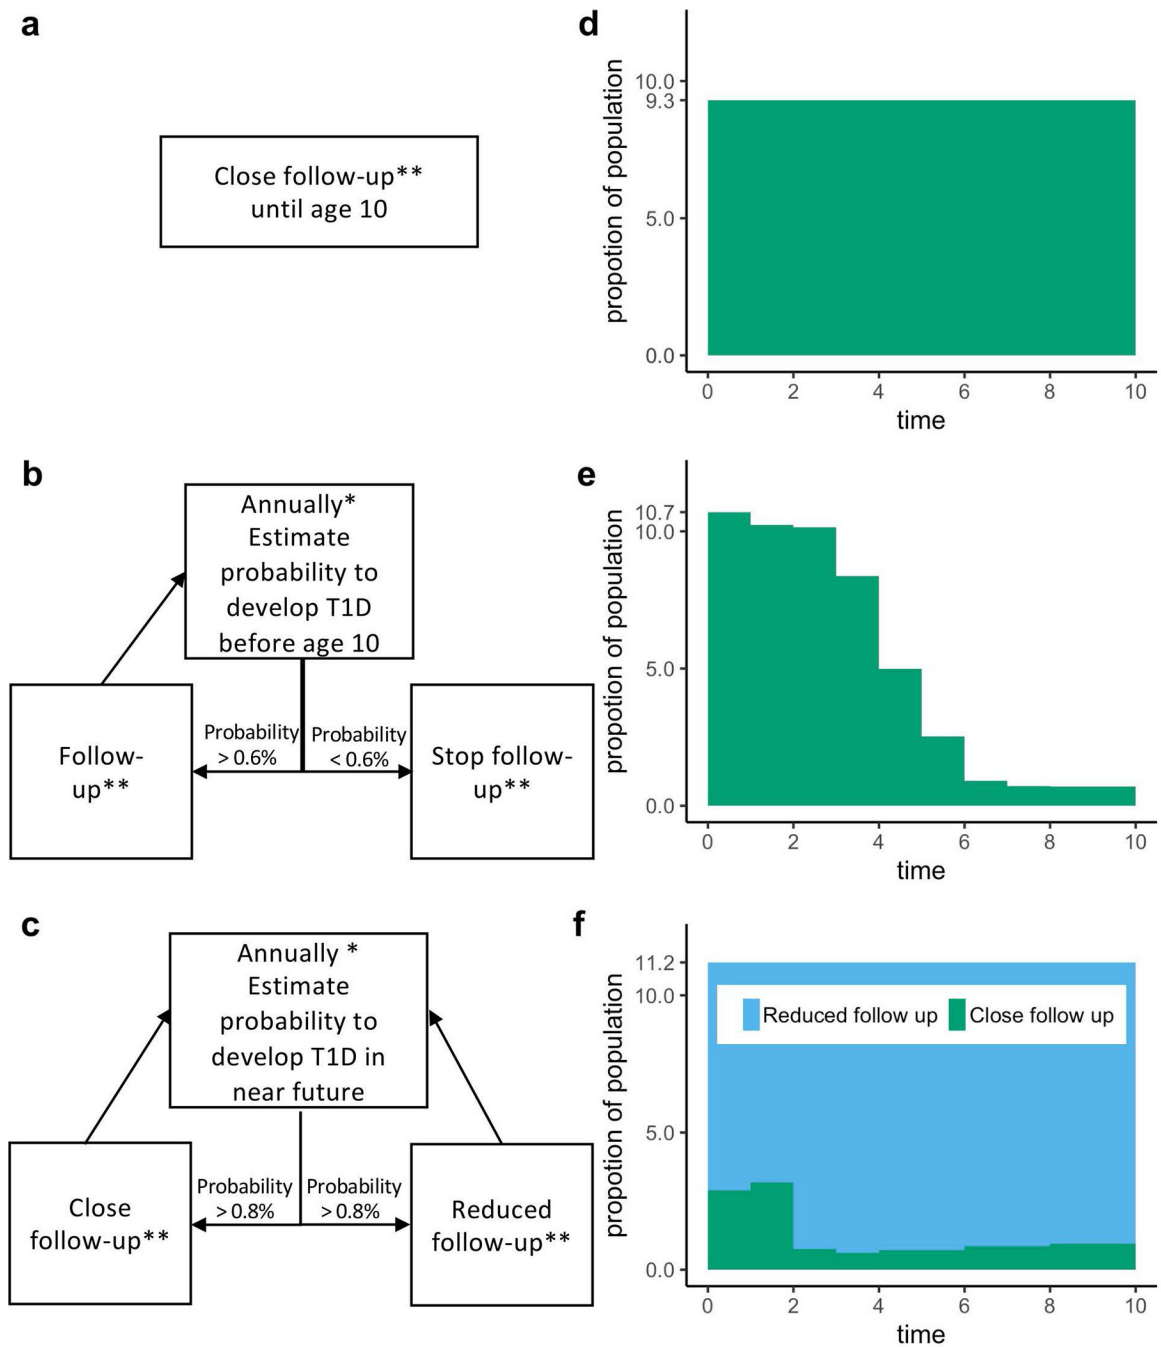 a
Close follow-up**
until age 10
d
propotion of population
10.0
9.3
5.0
0.0
0 2 4 6 8 10
time
b
Annually*
Estimate
probability to
develop T1D
before age 10
Probability
> 0.6%
Probability
< 0.6%
Follow-
up**
Stop follow-
up**
e
propotion of population
10.7
10.0
5.0
0.0
0 2 4 6 8 10
time
c
Annually *
Estimate
probability to
develop T1D in
near future
Probability
> 0.8%
Probability
> 0.8%
Close
follow-up**
Reduced
follow-up**
f
propotion of population
11.2
10.0
5.0
0.0
Reduced follow up Close follow up
0 2 4 6 8 10
time